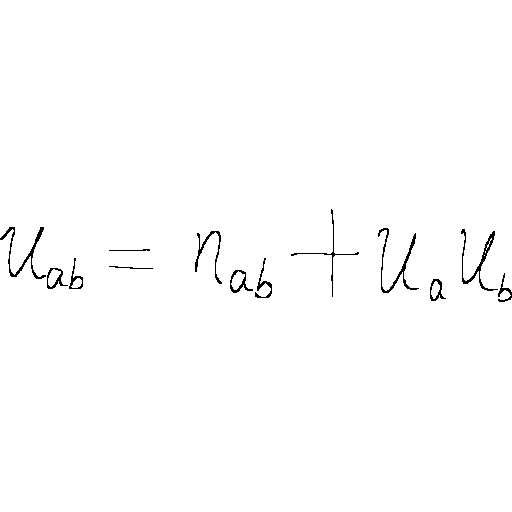 u_{ab} = n_{ab} + u_a u_b